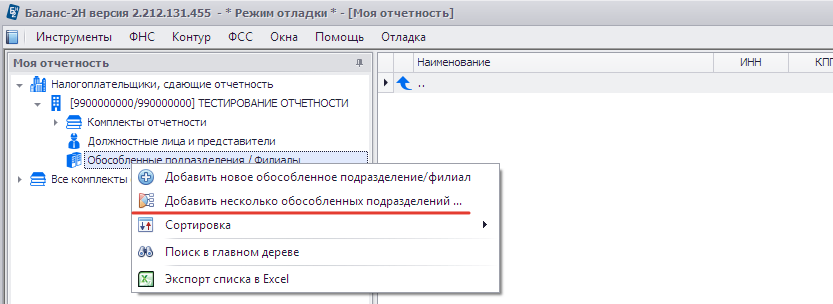 Баланс-2Н версия 2.212.131.455 - * Режим отладки * - [Моя отчетность]
Инструменты ФНС Контур ФСС Окна Помощь Отладка
Моя отчетность
Наименование ИНН КПП
Налогоплательщики, сдающие отчетность
..
[9900000000/990000000] ТЕСТИРОВАНИЕ ОТЧЕТНОСТИ
Комплекты отчетности
Должностные лица и представители
Обособленные подразделения / Филиалы
Все комплекты
Добавить новое обособленное подразделение/филиал
Добавить несколько обособленных подразделений ...
Сортировка
Поиск в главном дереве
Экспорт списка в Excel